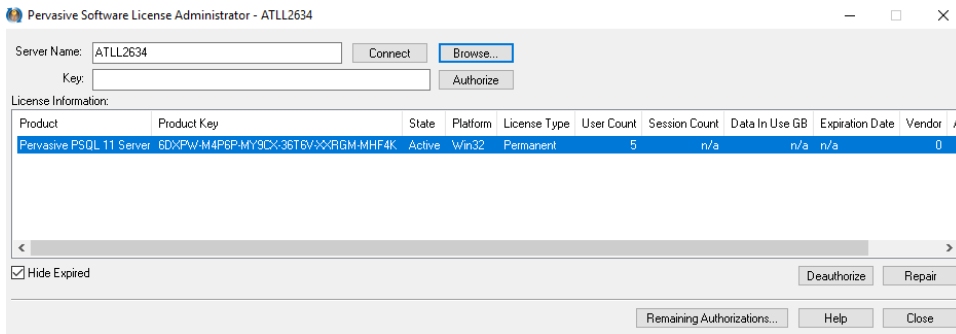 Pervasive Software License Administrator - ATLL2634
Server Name: ATLL2634 Connect Browse...
Key: Authorize
License Information:
Product Product Key State Platform License Type User Count Session Count Data In Use GB Expiration Date Vendor
Pervasive PSQL 11 Server 6DXPW-M4P6P-MY9CX-36T6V-XXRGM-MHF4K Active Win32 Permanent 5 n/a n/a n/a 0
Hide Expired Deauthorize Repair
Remaining Authorizations... Help Close